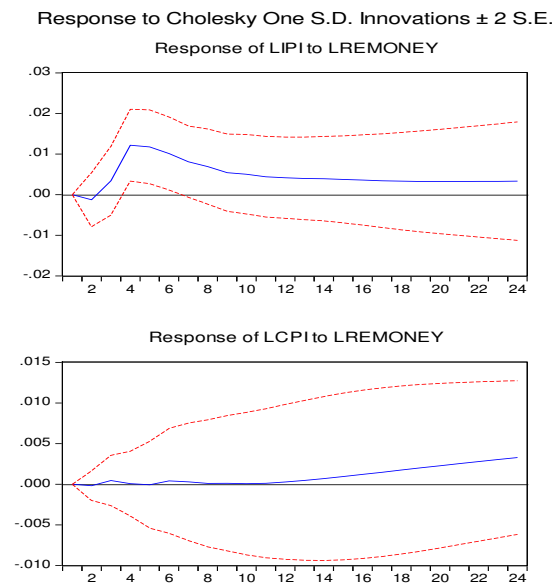 Response to Cholesky One S.D. Innovations ± 2 S.E.
Response of LIPI to LREMONEY
.03
.02
.01
.00
-.01
-.02
2 4 6 8 10 12 14 16 18 20 22 24
Response of LCPI to LREMONEY
.015
.010
.005
.000
-.005
-.010
2 4 6 8 10 12 14 16 18 20 22 24